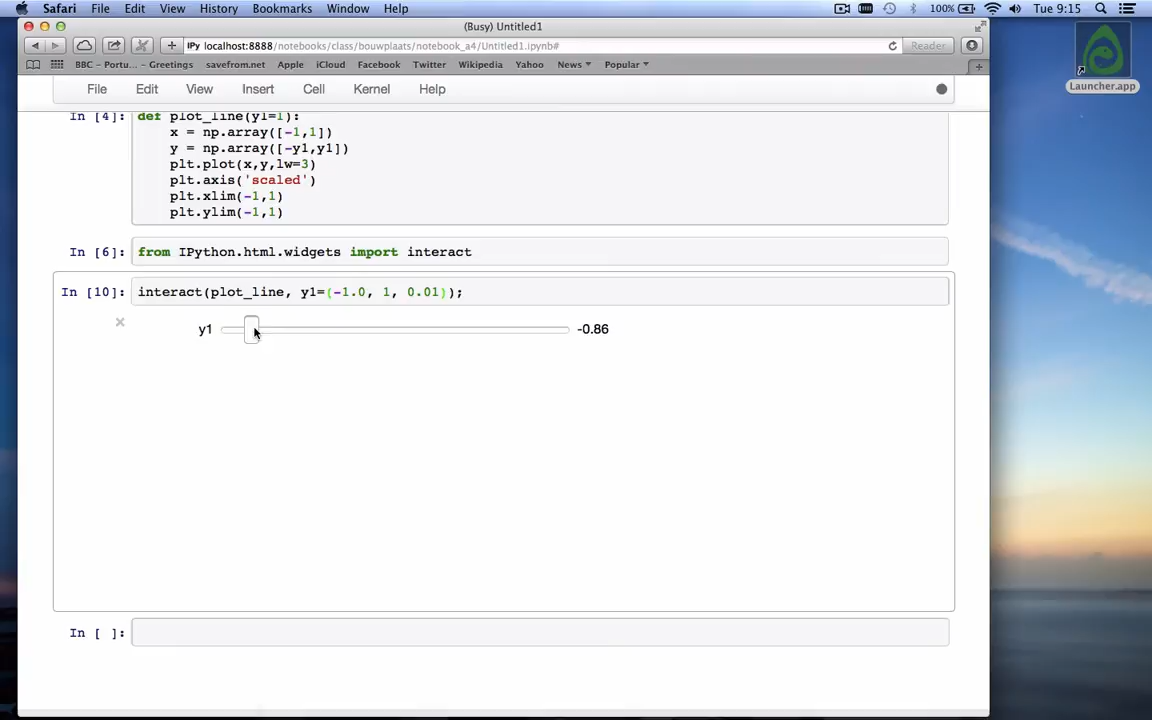 Safari File Edit View History Bookmarks Window Help 100% Tue 9:15
(Busy) Untitled1
IPy localhost:8888/notebooks/class/bouwplaats/notebook_a4/Untitled1.ipynb# Reader
BBC – Portu... – Greetings savefrom.net Apple iCloud Facebook Twitter Wikipedia Yahoo News Popular
Launcher.app
File Edit View Insert Cell Kernel Help
In [4]: def plot_line(y1=1):
x = np.array([-1,1])
y = np.array([-y1,y1])
plt.plot(x,y,lw=3)
plt.axis('scaled')
plt.xlim(-1,1)
plt.ylim(-1,1)
In [6]: from IPython.html.widgets import interact
In [10]: interact(plot_line, y1=(-1.0, 1, 0.01));
× y1 -0.86
In [ ]: